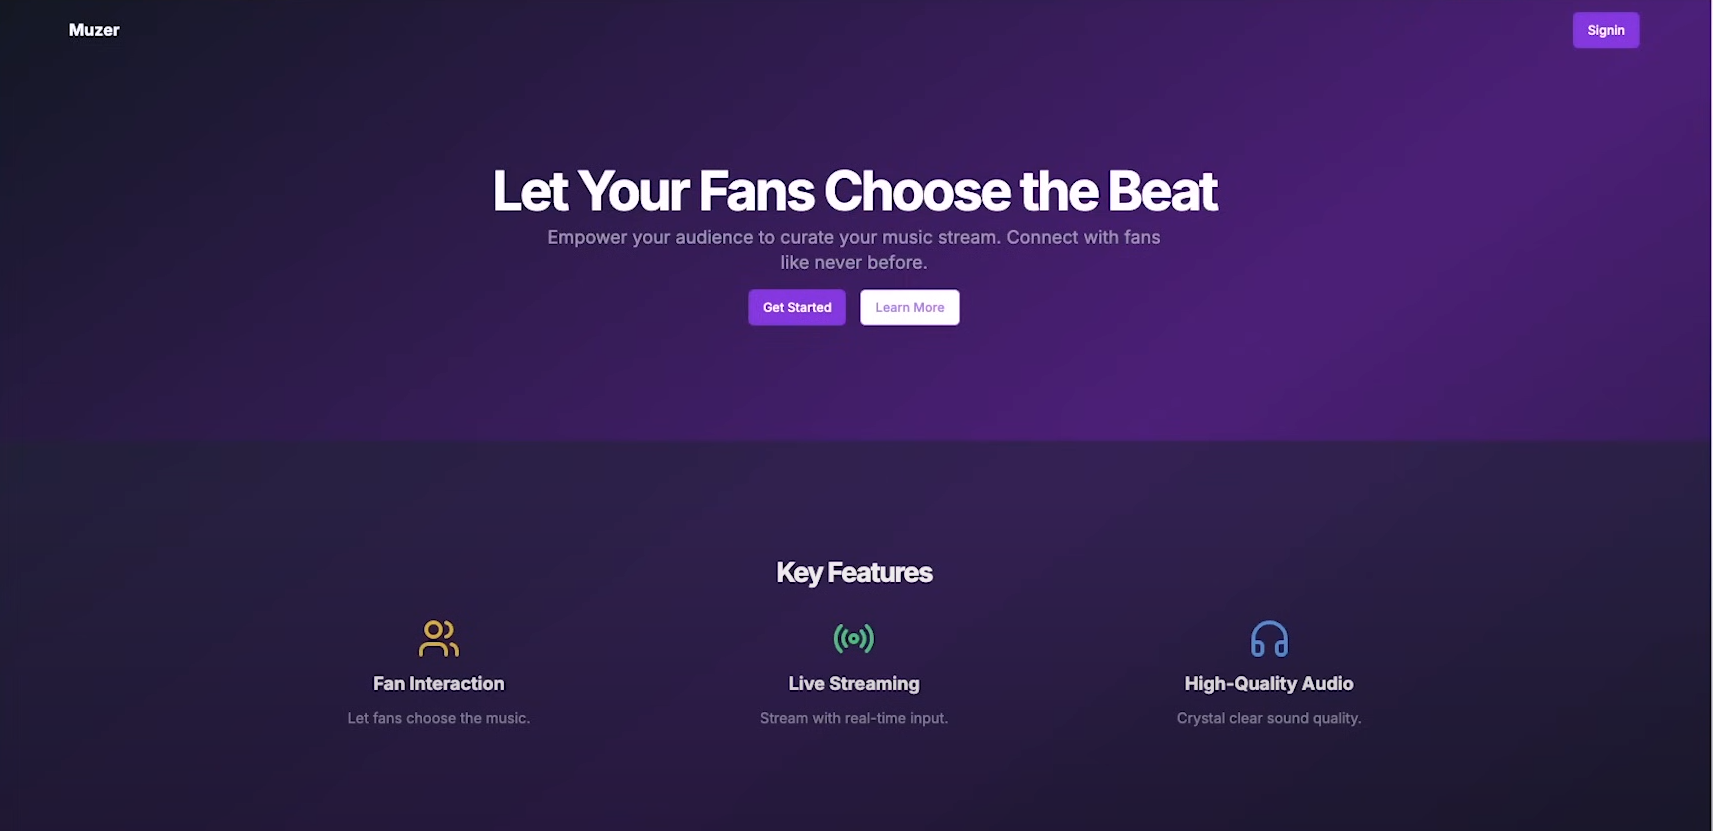 Muzer
Signin
Let Your Fans Choose the Beat
Empower your audience to curate your music stream. Connect with fans
like never before.
Get Started
Learn More
Key Features
Fan Interaction
Live Streaming
High-Quality Audio
Let fans choose the music.
Stream with real-time input.
Crystal clear sound quality.